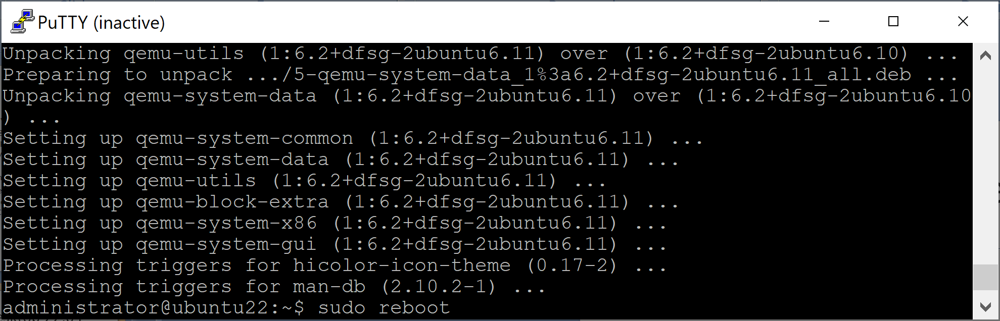 PuTTY (inactive)
Unpacking qemu-utils (1:6.2+dfsg-2ubuntu6.11) over (1:6.2+dfsg-2ubuntu6.10) ...
Preparing to unpack .../5-qemu-system-data_1%3a6.2+dfsg-2ubuntu6.11_all.deb ...
Unpacking qemu-system-data (1:6.2+dfsg-2ubuntu6.11) over (1:6.2+dfsg-2ubuntu6.10
) ...
Setting up qemu-system-common (1:6.2+dfsg-2ubuntu6.11) ...
Setting up qemu-system-data (1:6.2+dfsg-2ubuntu6.11) ...
Setting up qemu-utils (1:6.2+dfsg-2ubuntu6.11) ...
Setting up qemu-block-extra (1:6.2+dfsg-2ubuntu6.11) ...
Setting up qemu-system-x86 (1:6.2+dfsg-2ubuntu6.11) ...
Setting up qemu-system-gui (1:6.2+dfsg-2ubuntu6.11) ...
Processing triggers for hicolor-icon-theme (0.17-2) ...
Processing triggers for man-db (2.10.2-1) ...
administrator@ubuntu22:~$ sudo reboot